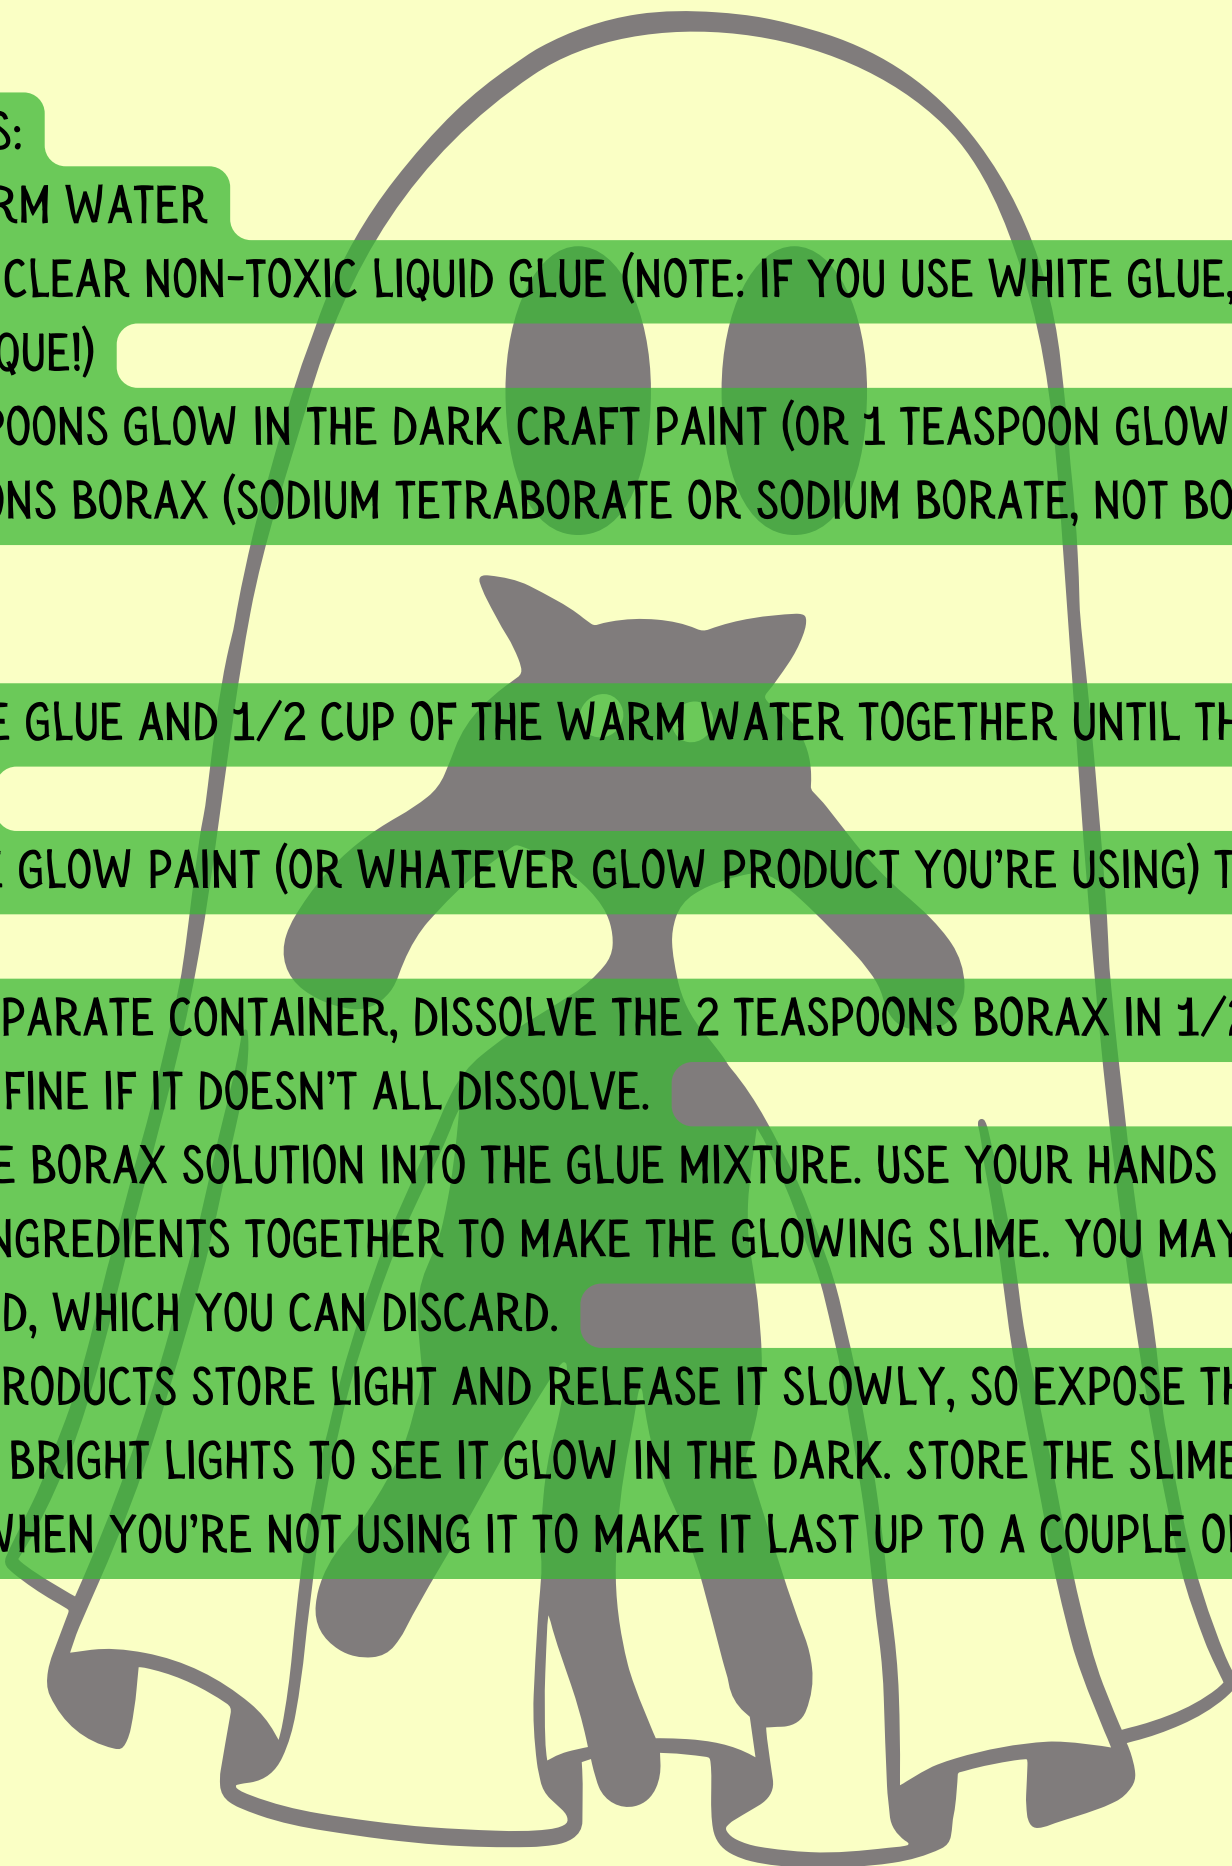 S:
RM WATER
CLEAR NON-TOXIC LIQUID GLUE (NOTE: IF YOU USE WHITE GLUE,
QUE!)
POONS GLOW IN THE DARK CRAFT PAINT (OR 1 TEASPOON GLOW
ONS BORAX (SODIUM TETRABORATE OR SODIUM BORATE, NOT BO
E GLUE AND 1/2 CUP OF THE WARM WATER TOGETHER UNTIL TH
E GLOW PAINT (OR WHATEVER GLOW PRODUCT YOU'RE USING) T
PARATE CONTAINER, DISSOLVE THE 2 TEASPOONS BORAX IN 1/2
FINE IF IT DOESN'T ALL DISSOLVE.
E BORAX SOLUTION INTO THE GLUE MIXTURE. USE YOUR HANDS
NGREDIENTS TOGETHER TO MAKE THE GLOWING SLIME. YOU MAY
D, WHICH YOU CAN DISCARD.
RODUCTS STORE LIGHT AND RELEASE IT SLOWLY, SO EXPOSE TH
BRIGHT LIGHTS TO SEE IT GLOW IN THE DARK. STORE THE SLIME
WHEN YOU'RE NOT USING IT TO MAKE IT LAST UP TO A COUPLE OF